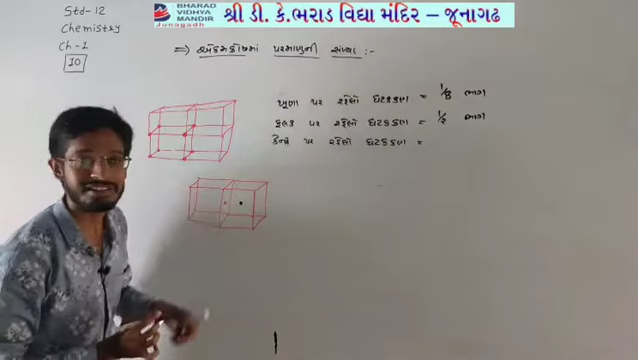 Std-12
Chemistry
Ch-1
10
BHARAD
VIDHYA
MANDIR
Junagadh
શ્રી ડી. કે.ભરાડ વિદ્યા મંદિર – જૂનાગઢ
⇒ એકમકોષમાં પરમાણુની સંખ્યા :-
ખૂણા પર રહેલો ઘટકકણ = 1/8 ભાગ
ફલક પર રહેલો ઘટકકણ = 1/2 ભાગ
કેન્દ્ર પર રહેલો ઘટકકણ =